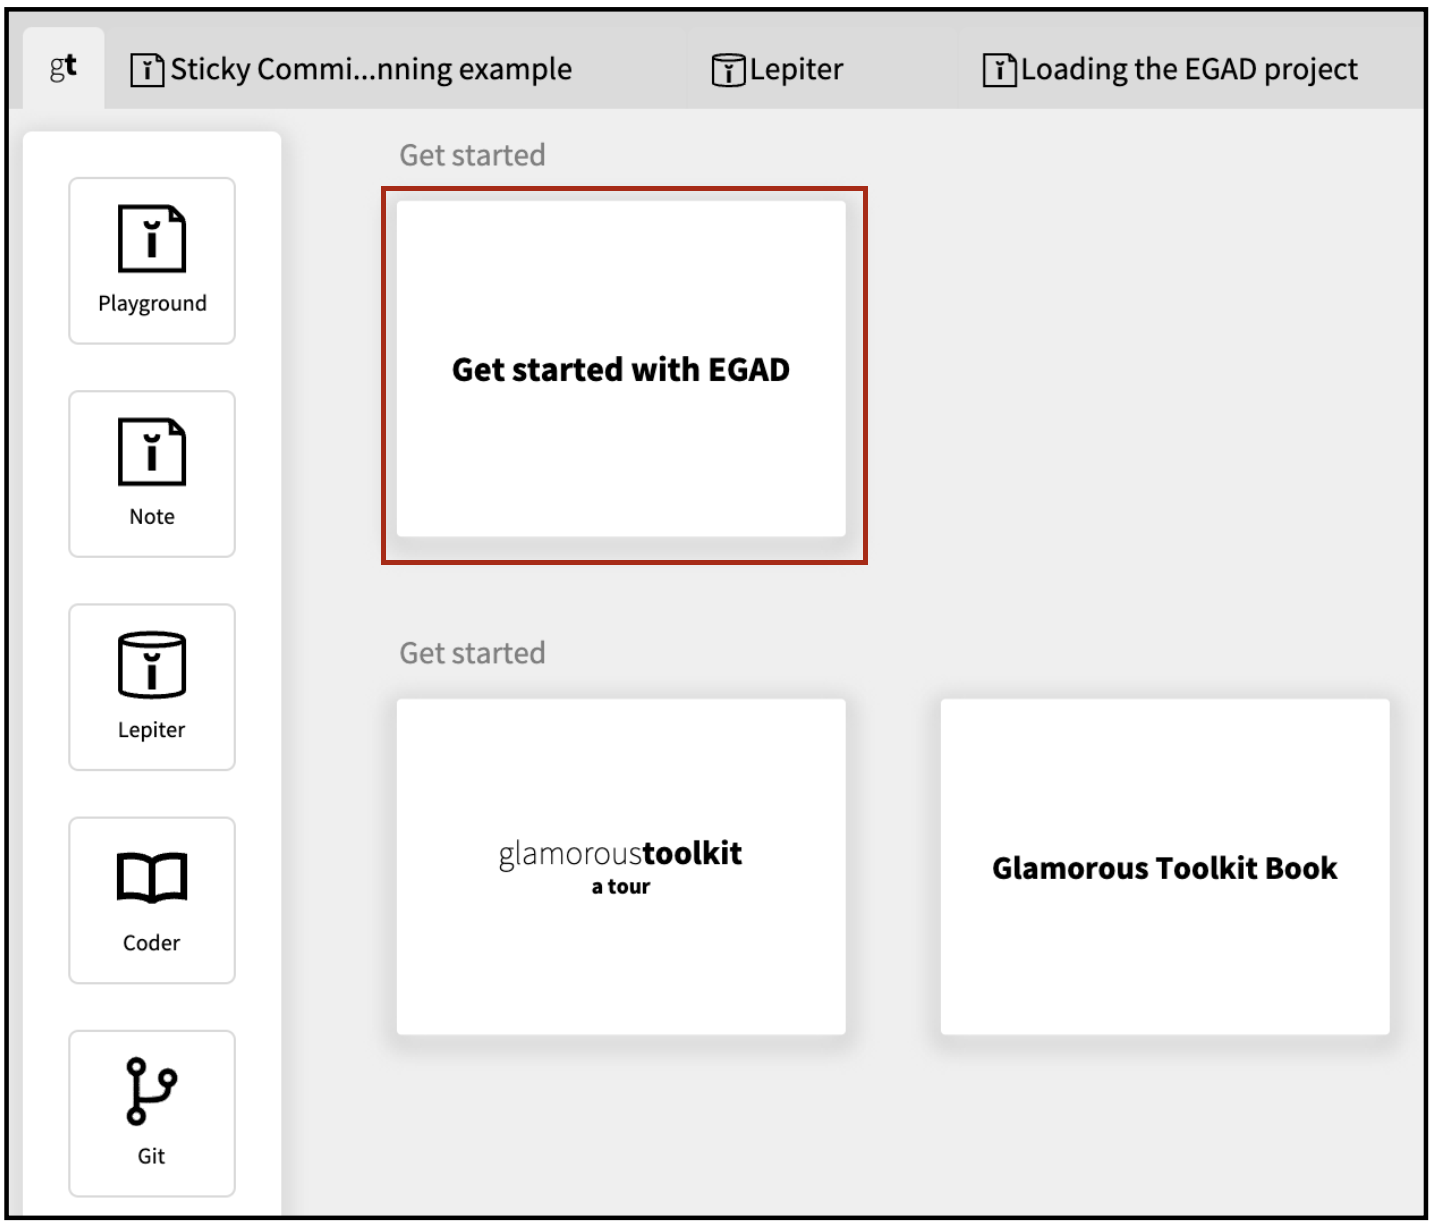 gt
Sticky Commi...nning example
Lepiter
Loading the EGAD project
Playground
Note
Lepiter
Coder
Git
Get started
Get started with EGAD
Get started
glamoroustoolkit
a tour
Glamorous Toolkit Book